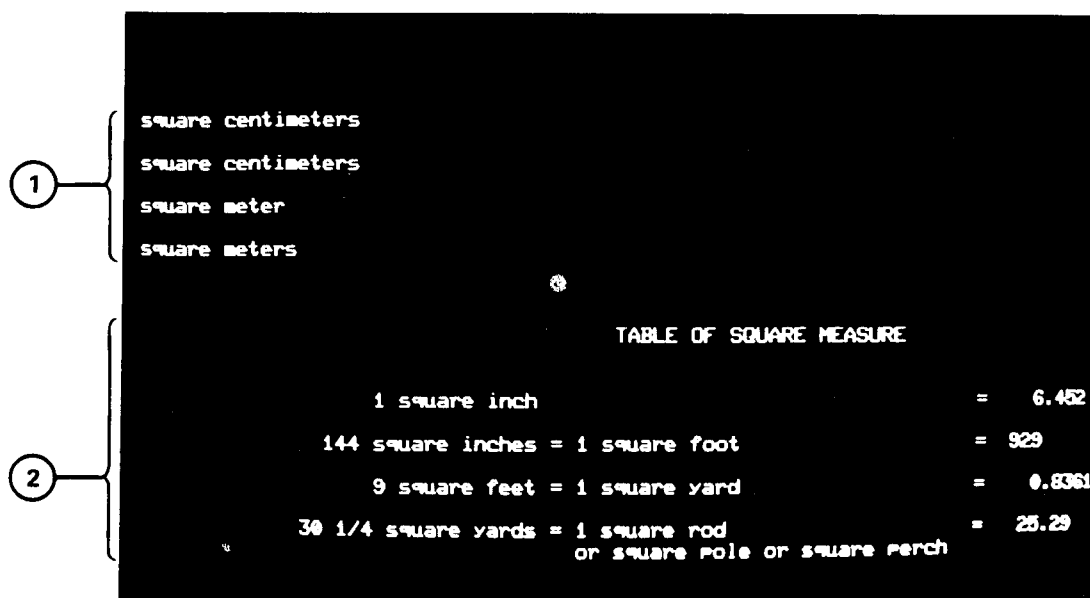 square centimeters
square centimeters
1
square meter
square meters
TABLE OF SQUARE MEASURE
1 square inch = 6.452
144 square inches = 1 square foot = 929
2
9 square feet = 1 square yard = 0.8361
30 1/4 square yards = 1 square rod = 25.29
or square pole or square perch